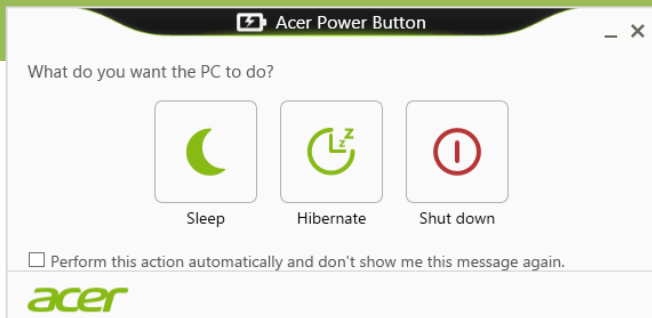 Acer Power Button
What do you want the PC to do?
Sleep Hibernate Shut down
Perform this action automatically and don't show me this message again.
acer